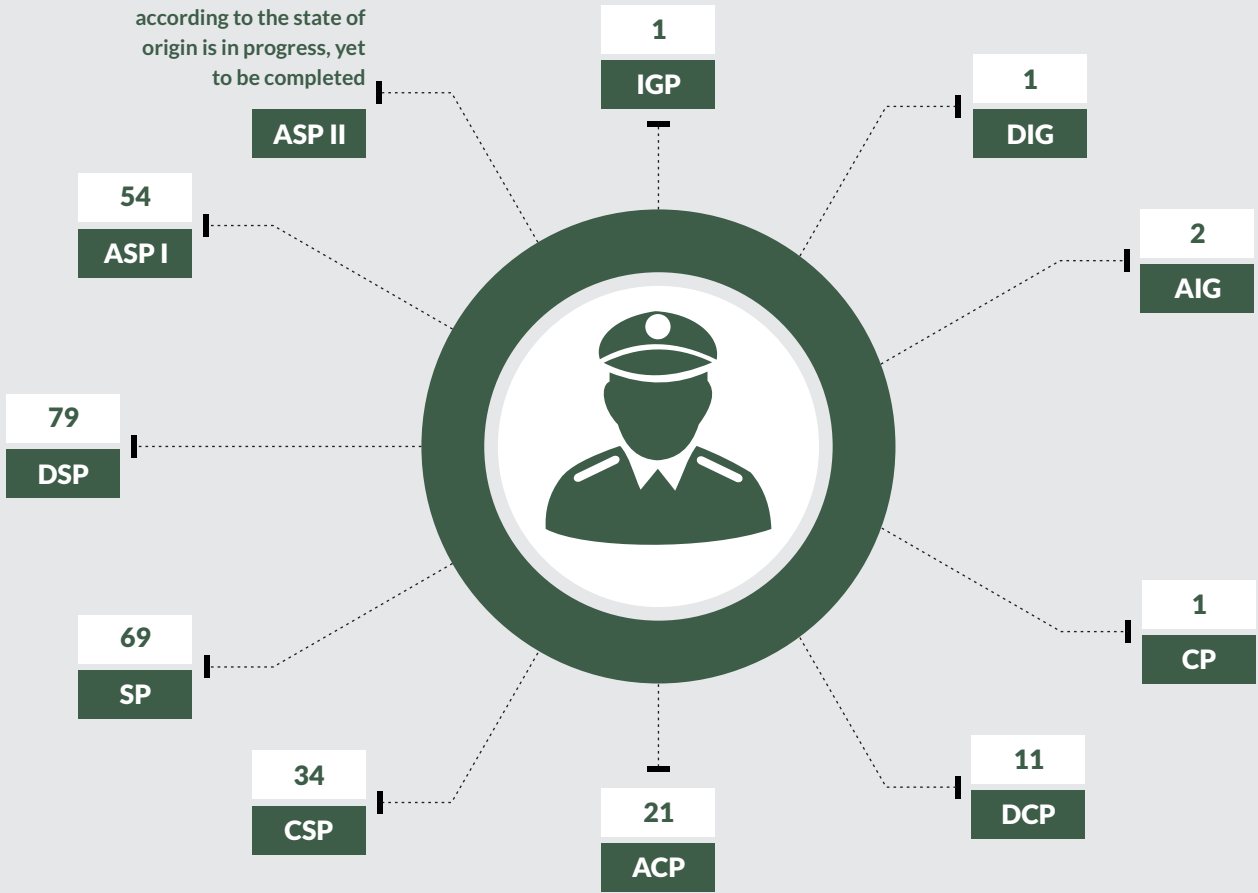 according to the state of
origin is in progress, yet
to be completed
ASP II
1
IGP
1
DIG
2
AIG
1
CP
11
DCP
21
ACP
34
CSP
69
SP
79
DSP
54
ASP I